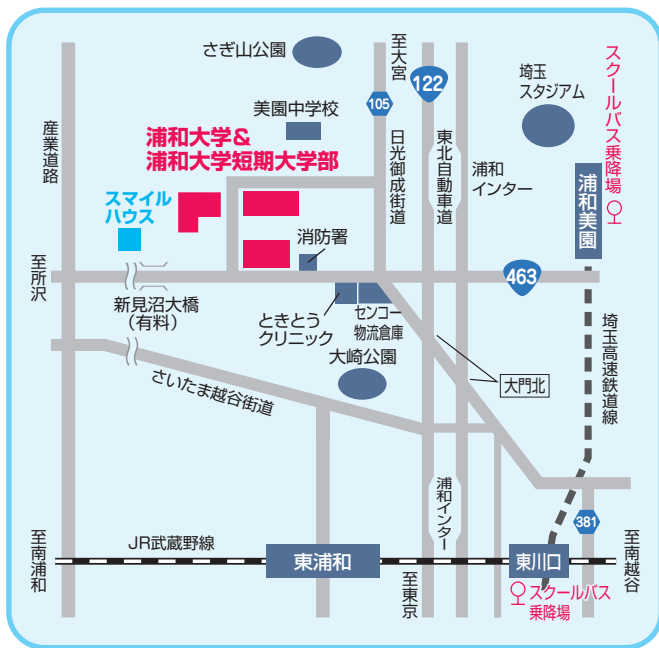 さぎ山公園
至大宮
122
埼玉
スタジアム
スクールバス乗降場
105
美園中学校
産業道路
浦和大学&
浦和大学短期大学部
日光御成街道
東北自動車道
浦和
インター
浦和美園
スマイル
ハウス
消防署
至所沢
463
新見沼大橋
(有料)
ときとう
クリニック
センコー
物流倉庫
埼玉高速鉄道線
大崎公園
大門北
さいたま越谷街道
浦和インター
381
至南浦和
JR武蔵野線
東浦和
至東京
東川口
至南越谷
スクールバス
乗降場